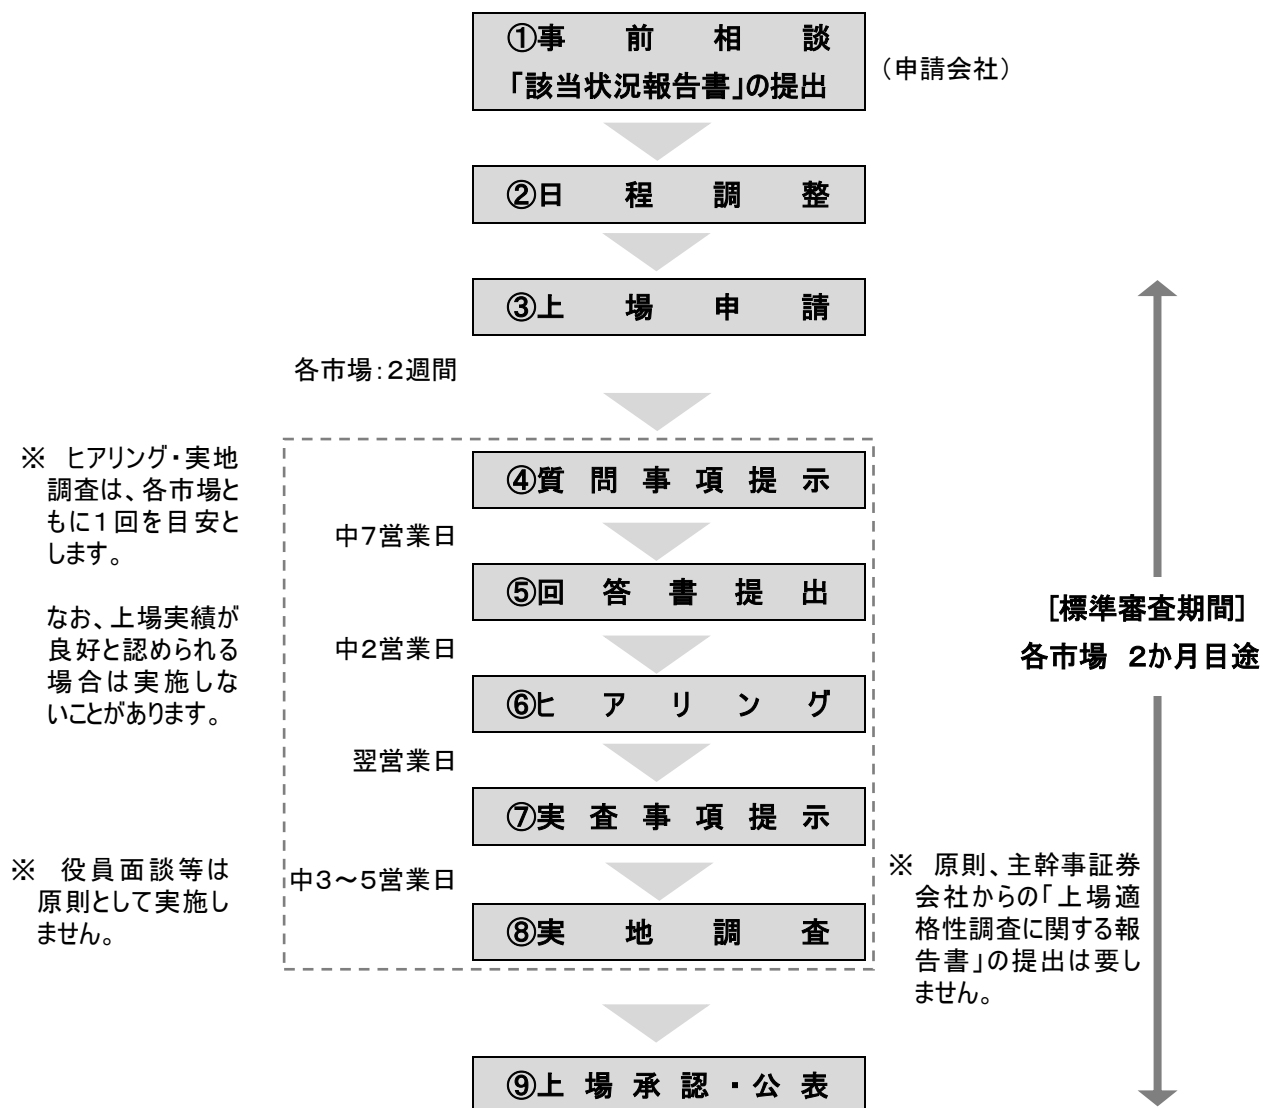 ①事前相談
「該当状況報告書」の提出
（申請会社）
②日程調整
③上場申請
各市場：２週間
※ ヒアリング・実地
調査は、各市場と
もに１回を目安と
します。
なお、上場実績が
良好と認められる
場合は実施しな
いことがあります。
④質問事項提示
中７営業日
⑤回答書提出
中２営業日
⑥ヒアリング
翌営業日
⑦実査事項提示
中３～５営業日
⑧実地調査
※ 役員面談等は
原則として実施し
ません。
［標準審査期間］
各市場 ２か月目途
※ 原則、主幹事証券
会社からの「上場適
格性調査に関する報
告書」の提出は要し
ません。
⑨上場承認・公表